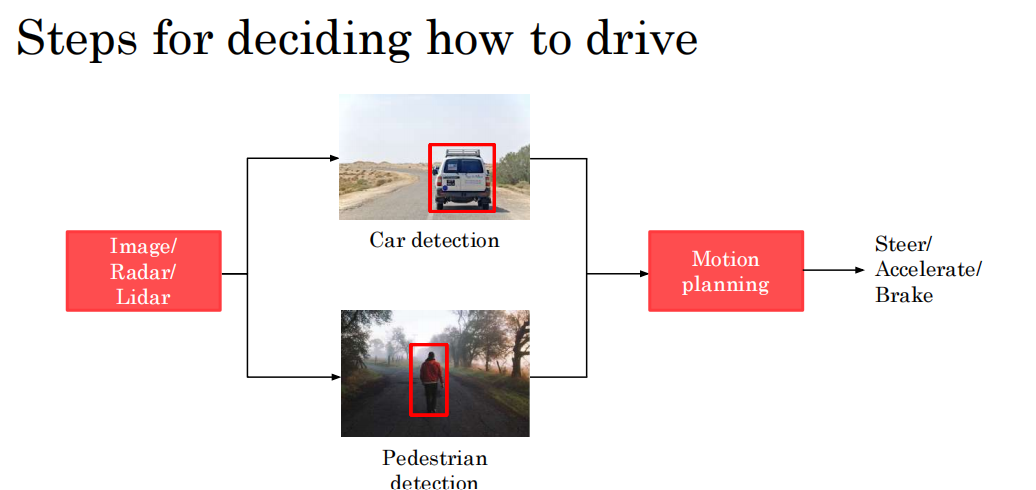 Steps for deciding how to drive
Image/
Radar/
Lidar
Car detection
Pedestrian
detection
Motion
planning
Steer/
Accelerate/
Brake